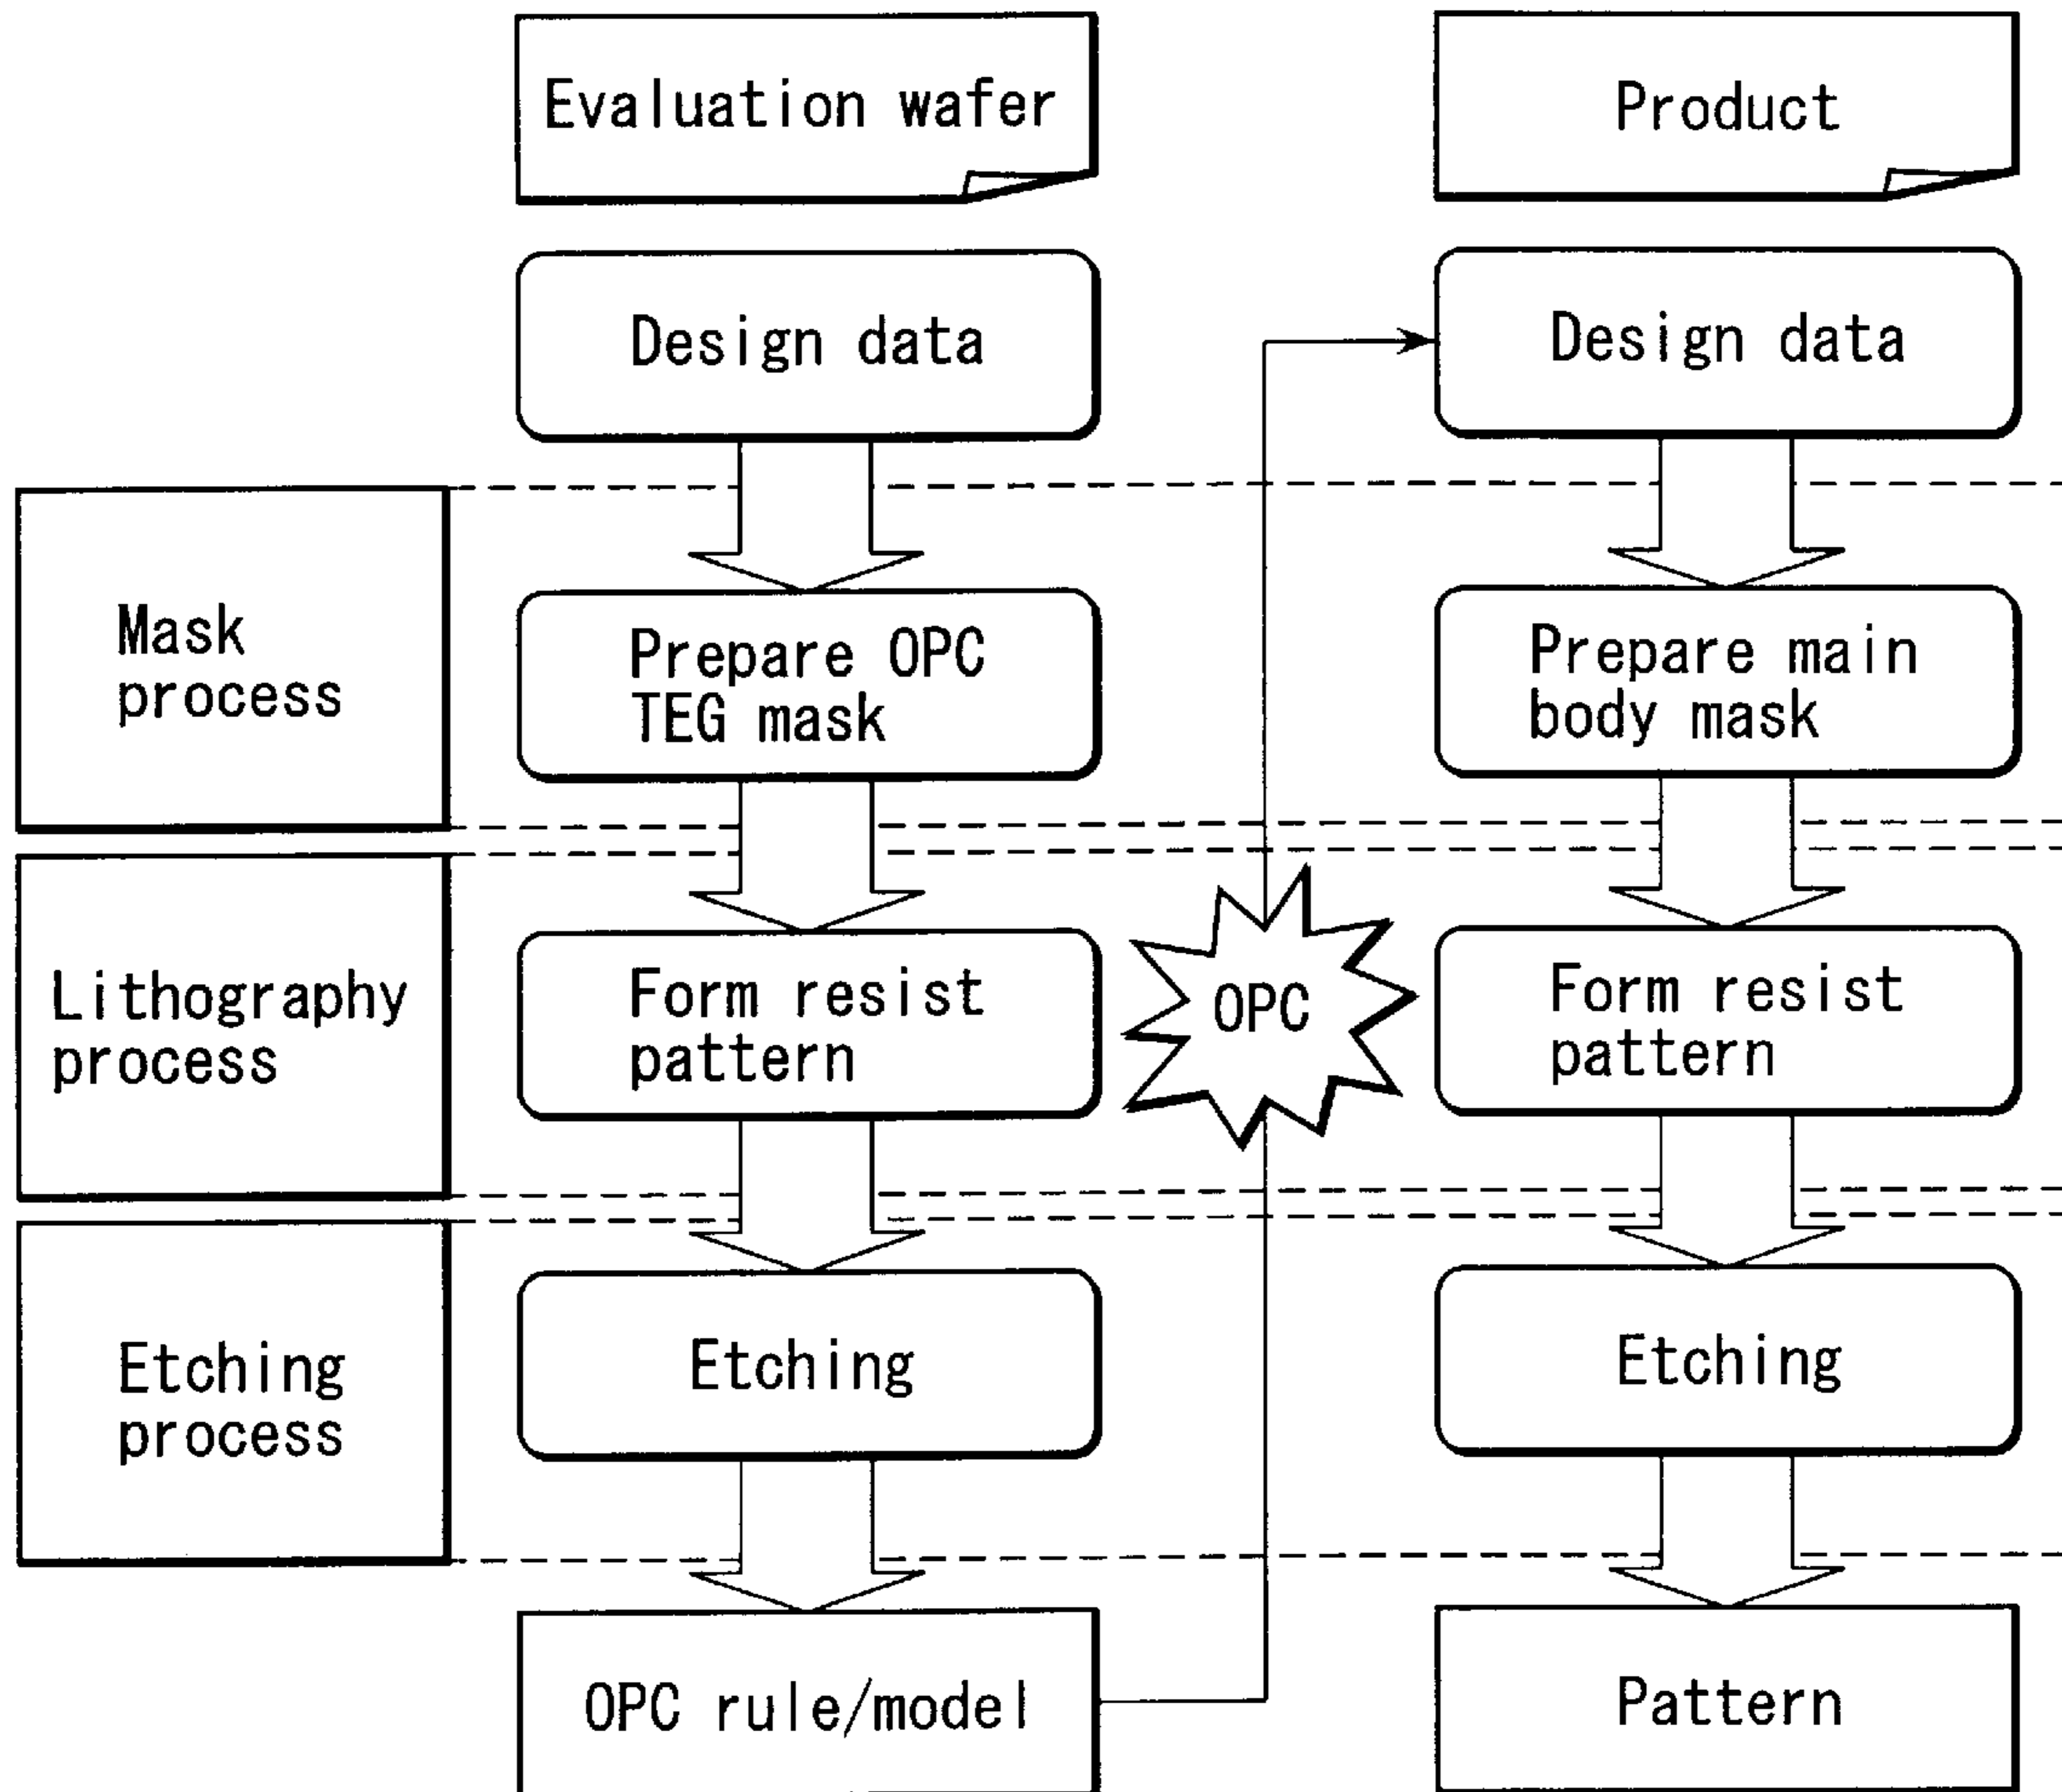 Evaluation wafer
Product
Design data
Design data
Mask
process
Prepare OPC
TEG mask
Prepare main
body mask
Lithography
process
Form resist
pattern
OPC
Form resist
pattern
Etching
process
Etching
Etching
OPC rule/model
Pattern